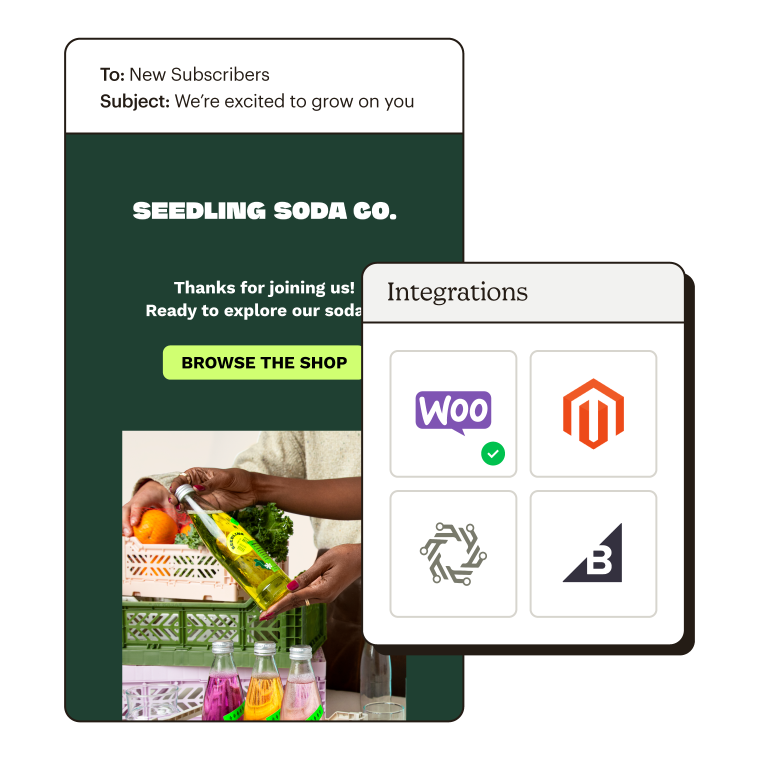 To: New Subscribers
Subject: We’re excited to grow on you
SEEDLING SODA CO.
Thanks for joining us!
Ready to explore our soda
BROWSE THE SHOP
Integrations
WOO
B